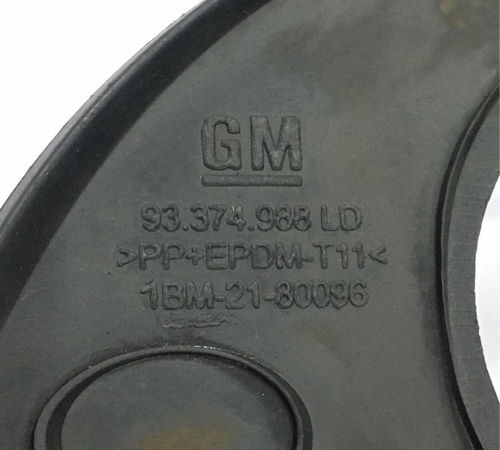 GM
93.374.988 LD
>PP+EPDM-T11<
1BM-21-80096